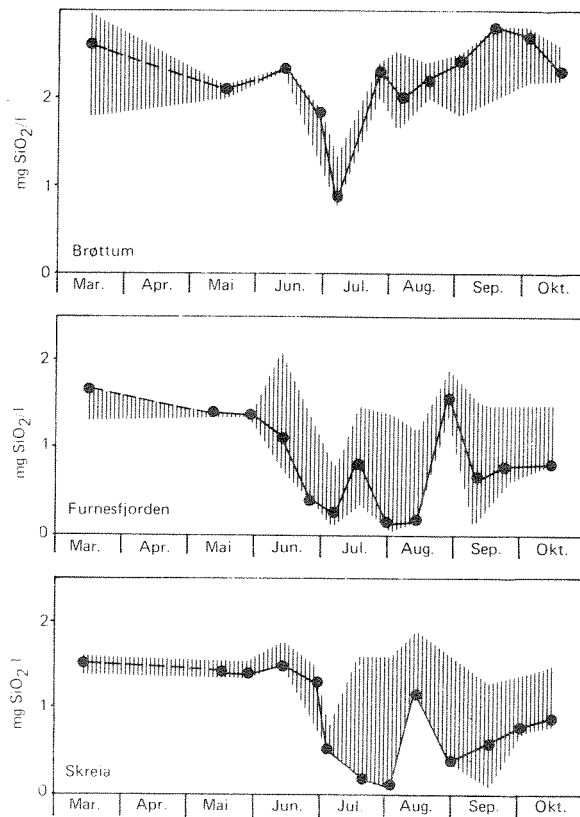 mg SiO₂/l
2
1
0
Brøttum
Mar. Apr. Mai Jun. Jul. Aug. Sep. Okt.
mg SiO₂/l
2
1
0
Furnesfjorden
Mar. Apr. Mai Jun. Jul. Aug. Sep. Okt.
mg SiO₂ l
2
1
0
Skreia
Mar. Apr. Mai Jun. Jul. Aug. Sep. Okt.